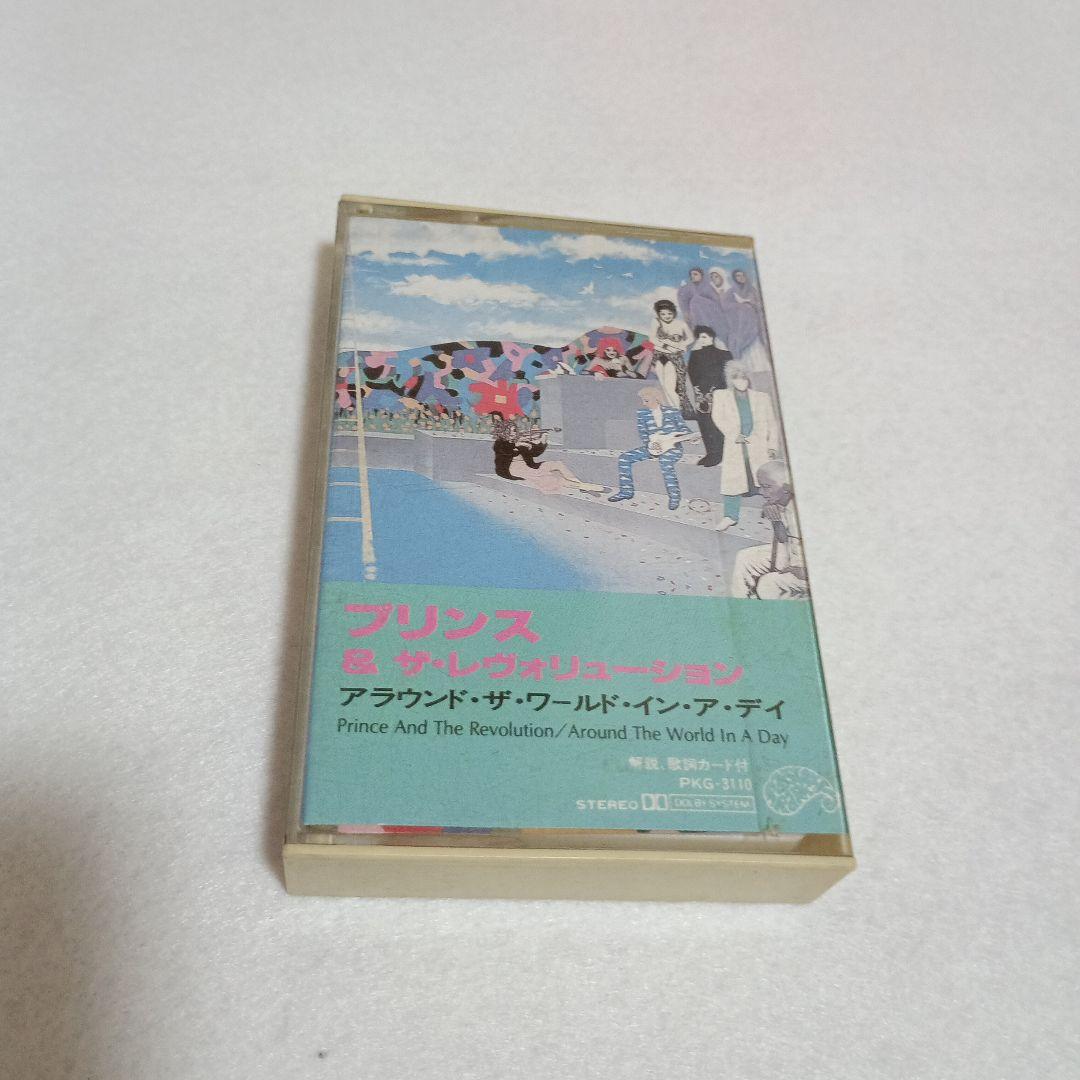 プリンス
& ザ・レヴォリューション
アラウンド・ザ・ワールド・イン・ア・デイ
Prince And The Revolution/Around The World In A Day
解説、歌詞カード付
PKG-3110
STEREO DOLBY SYSTEM